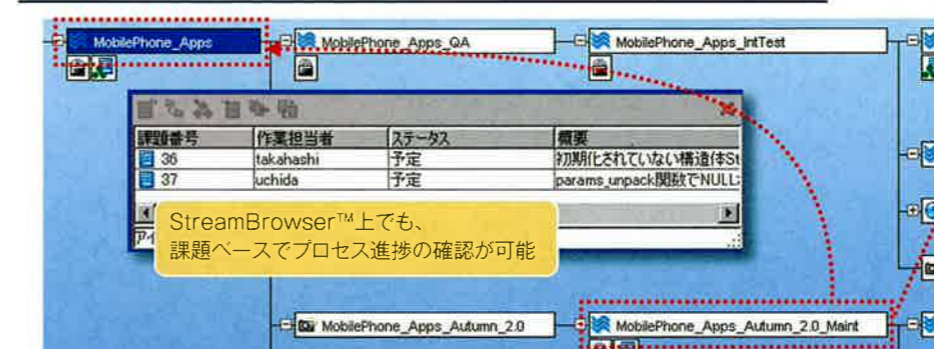 MobilePhone_Apps
MobilePhone_Apps_QA
MobilePhone_Apps_IntTest
課題番号 作業担当者 ステータス 概要
36 takahashi 予定 初期化されていない構造体St
37 uchida 予定 params_unpack関数でNULL
StreamBrowser™上でも、
課題ベースでプロセス進捗の確認が可能
MobilePhone_Apps_Autumn_2.0
MobilePhone_Apps_Autumn_2.0_Maint